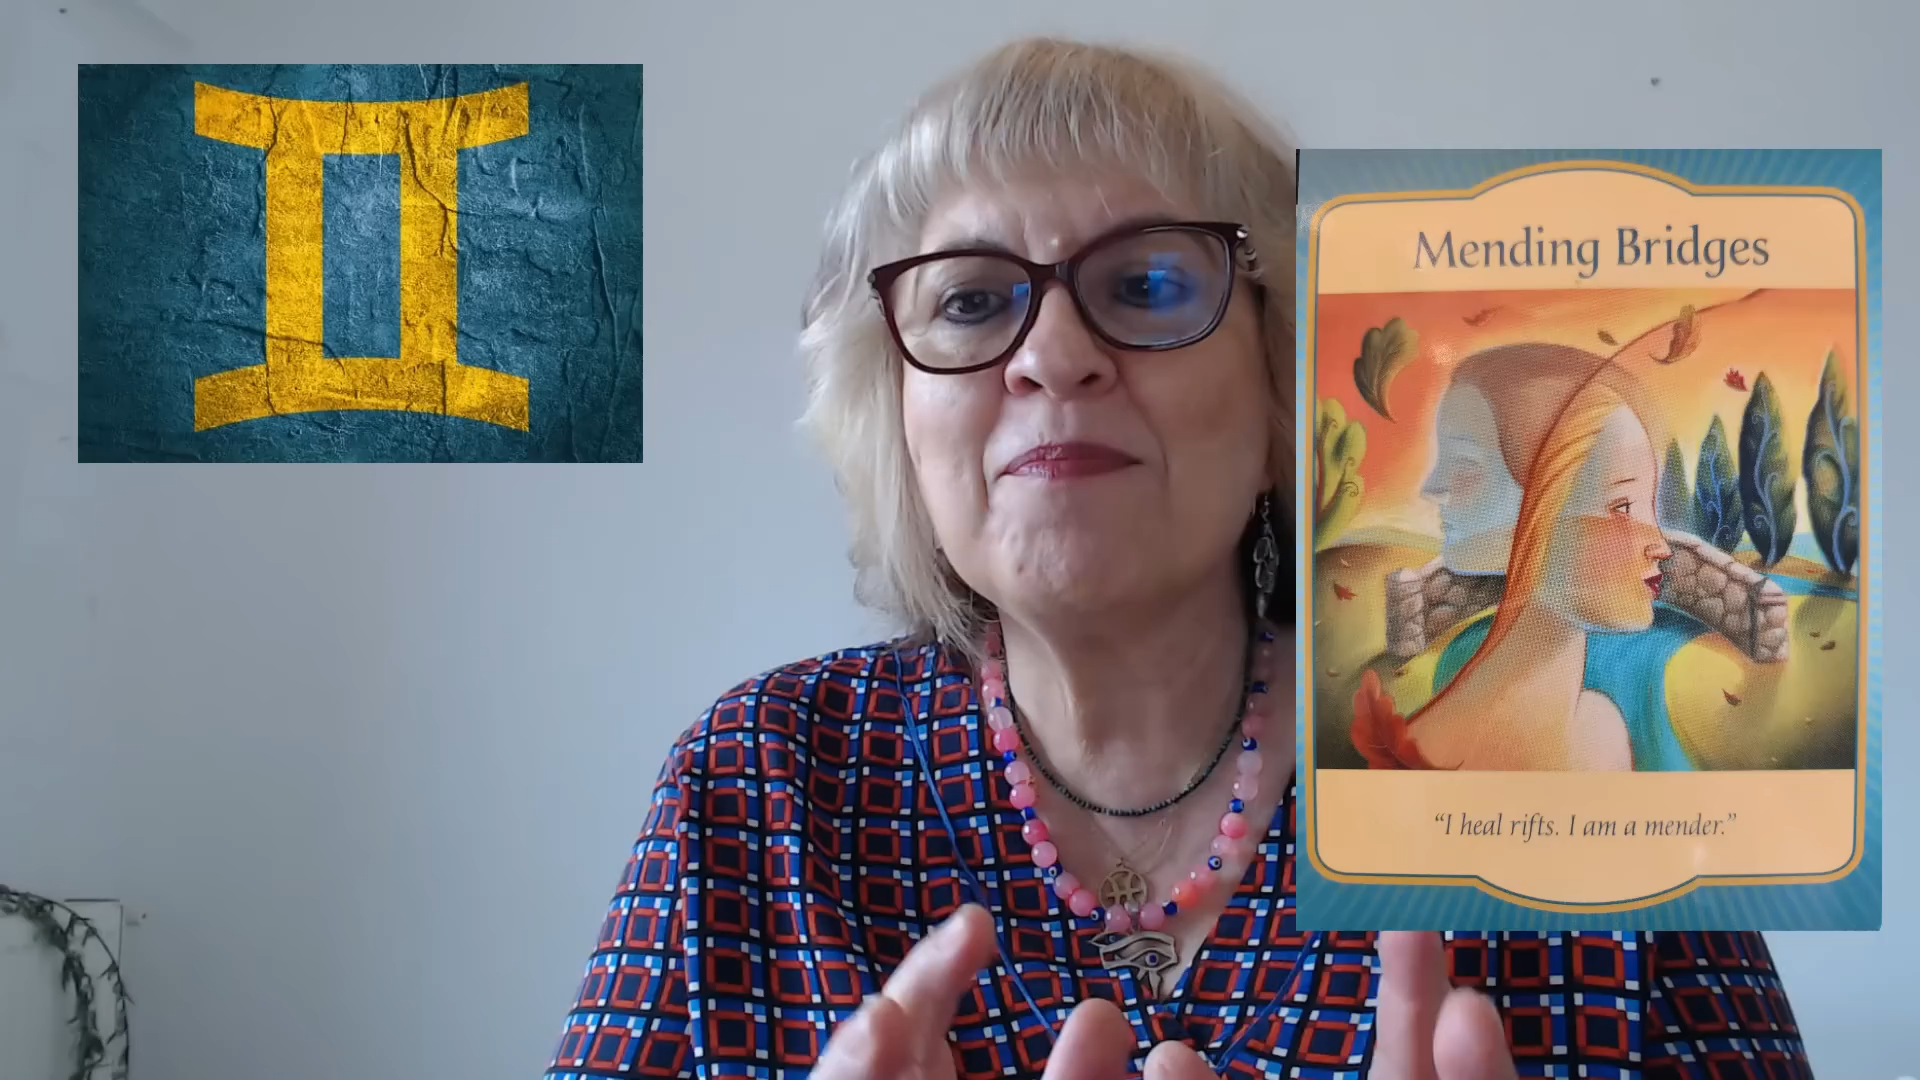 Mending Bridges
“I heal rifts. I am a mender.”